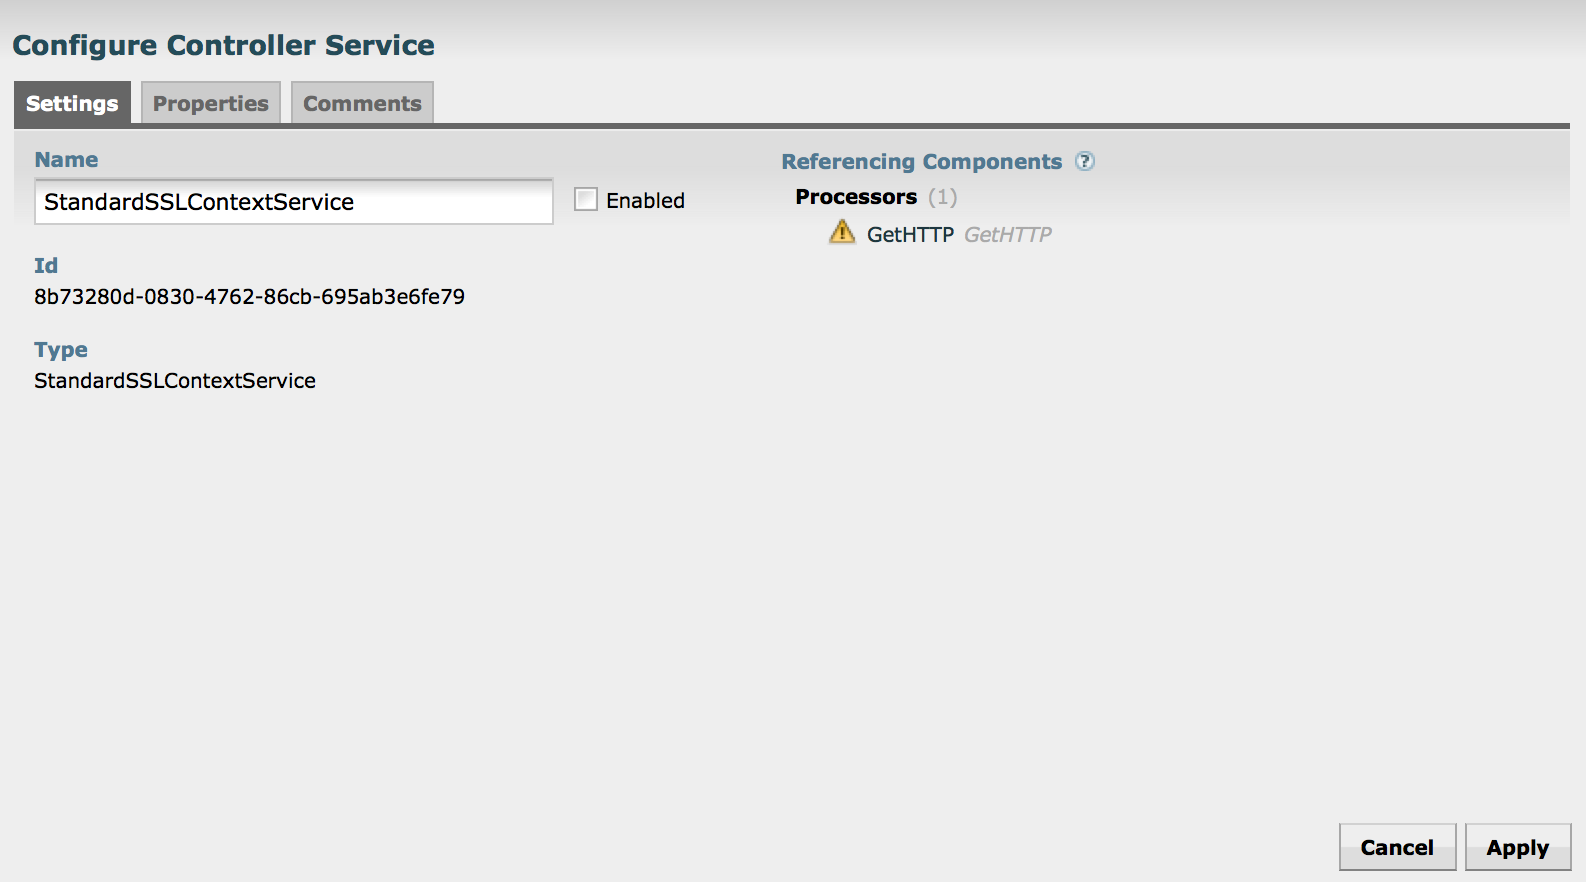 Configure Controller Service
Settings Properties Comments
Name
StandardSSLContextService
Enabled
Id
8b73280d-0830-4762-86cb-695ab3e6fe79
Type
StandardSSLContextService
Referencing Components ?
Processors (1)
GetHTTP GetHTTP
Cancel Apply